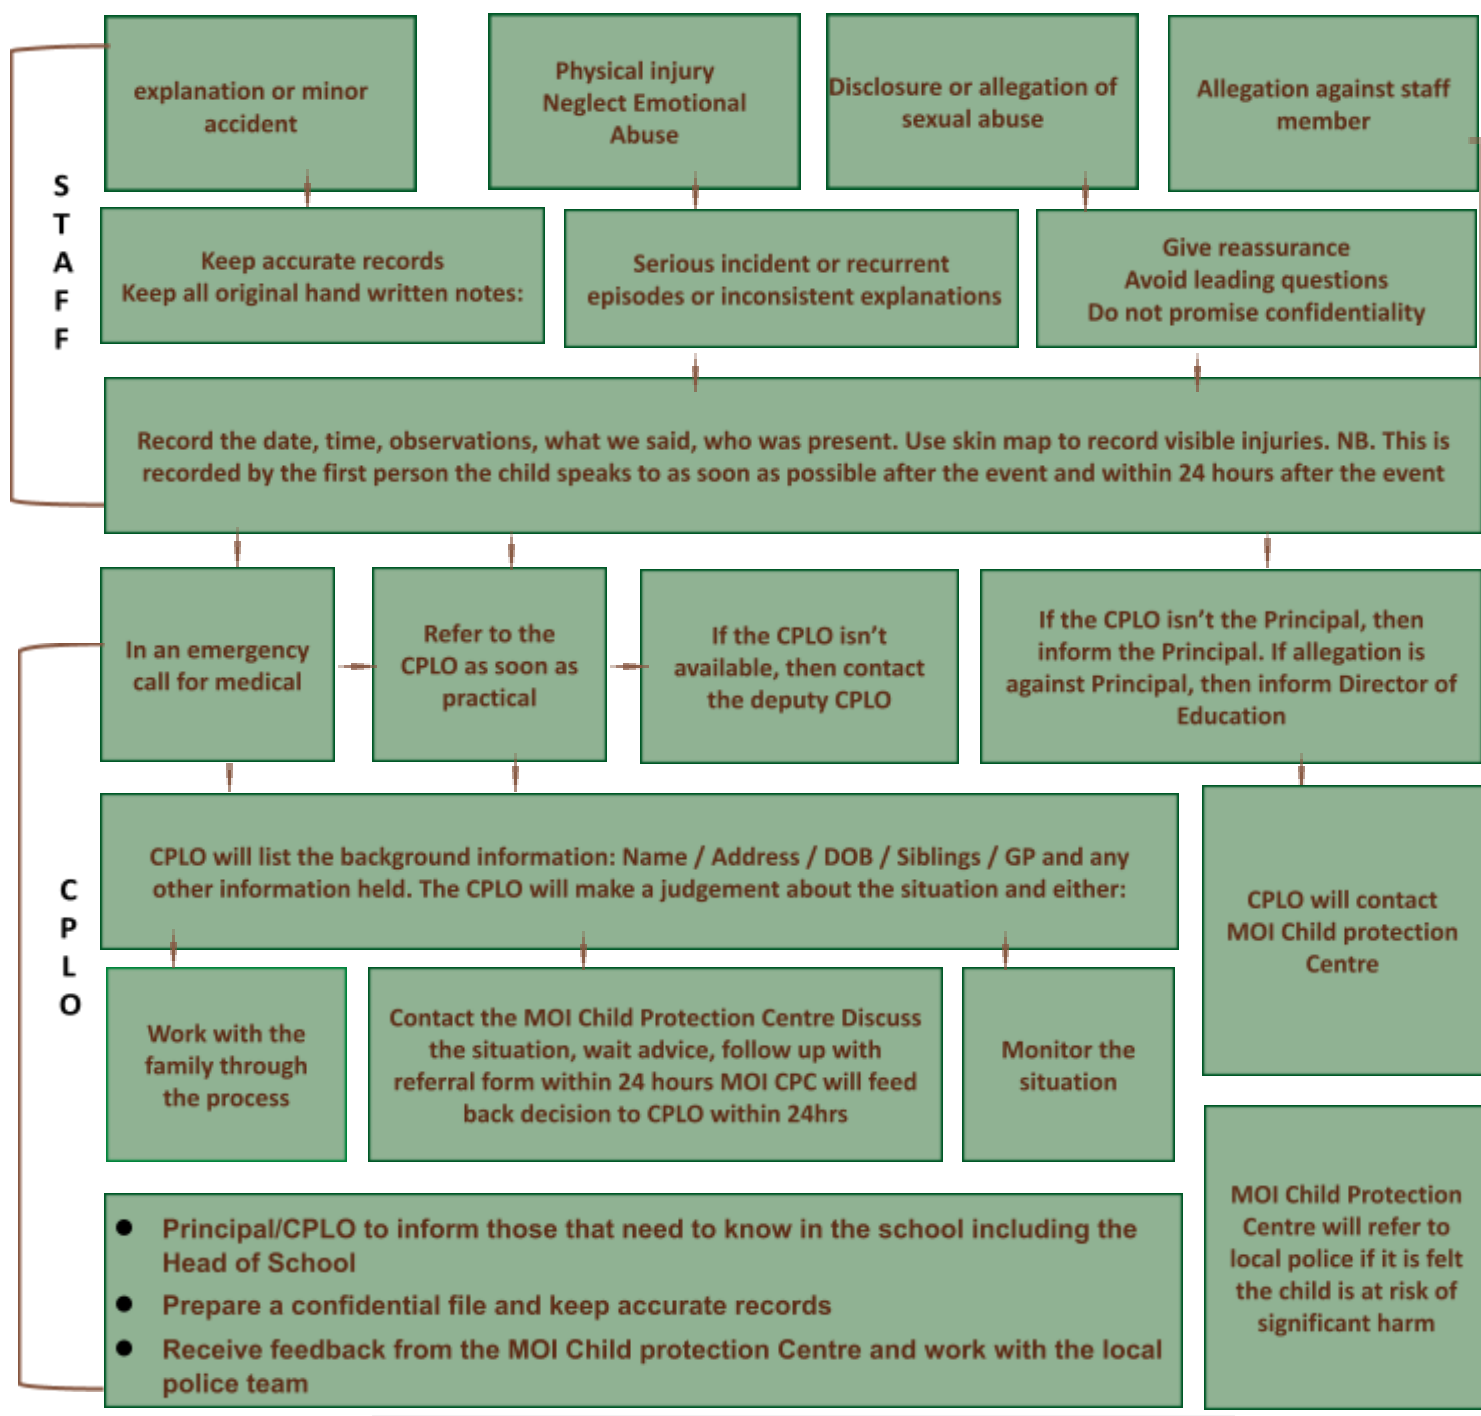 explanation or minor
accident
Physical injury
Neglect Emotional
Abuse
Disclosure or allegation of
sexual abuse
Allegation against staff
member
S
T
A
F
F
Keep accurate records
Keep all original hand written notes:
Serious incident or recurrent
episodes or inconsistent explanations
Give reassurance
Avoid leading questions
Do not promise confidentiality
Record the date, time, observations, what we said, who was present. Use skin map to record visible injuries. NB. This is
recorded by the first person the child speaks to as soon as possible after the event and within 24 hours after the event
In an emergency
call for medical
Refer to the
CPLO as soon as
practical
If the CPLO isn't
available, then contact
the deputy CPLO
If the CPLO isn't the Principal, then
inform the Principal. If allegation is
against Principal, then inform Director of
Education
C
P
L
O
CPLO will list the background information: Name / Address / DOB / Siblings / GP and any
other information held. The CPLO will make a judgement about the situation and either:
CPLO will contact
MOI Child protection
Centre
Work with the
family through
the process
Contact the MOI Child Protection Centre Discuss
the situation, wait advice, follow up with
referral form within 24 hours MOI CPC will feed
back decision to CPLO within 24hrs
Monitor the
situation
MOI Child Protection
Centre will refer to
local police if it is felt
the child is at risk of
significant harm
● Principal/CPLO to inform those that need to know in the school including the
Head of School
● Prepare a confidential file and keep accurate records
● Receive feedback from the MOI Child protection Centre and work with the local
police team